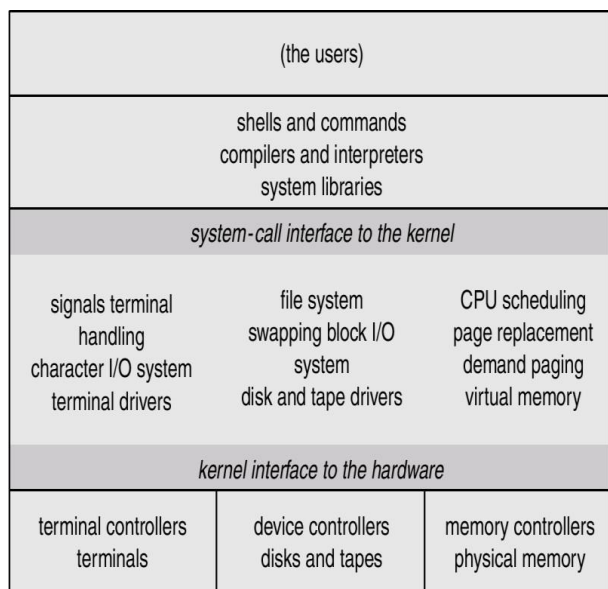 (the users)
shells and commands
compilers and interpreters
system libraries
system-call interface to the kernel
signals terminal
handling
character I/O system
terminal drivers
file system
swapping block I/O
system
disk and tape drivers
CPU scheduling
page replacement
demand paging
virtual memory
kernel interface to the hardware
terminal controllers
terminals
device controllers
disks and tapes
memory controllers
physical memory